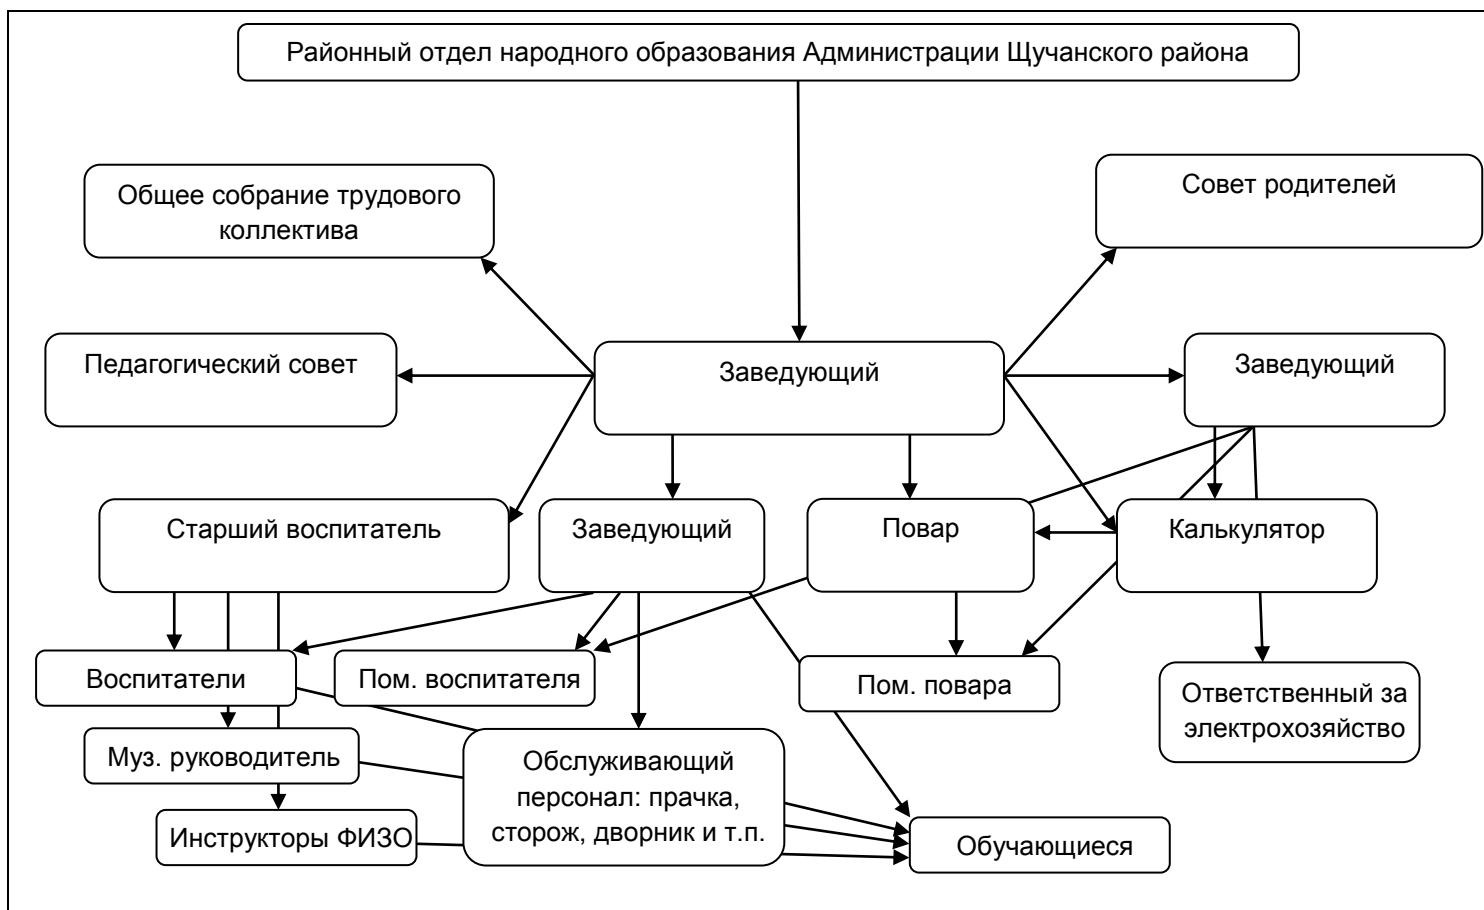 Районный отдел народного образования Администрации Щучанского района
Общее собрание трудового
коллектива
Совет родителей
Педагогический совет
Заведующий
Заведующий
Старший воспитатель
Заведующий
Повар
Калькулятор
Воспитатели
Пом. воспитателя
Пом. повара
Ответственный за
электрохозяйство
Муз. руководитель
Обслуживающий
персонал: прачка,
сторож, дворник и т.п.
Инструкторы ФИЗО
Обучающиеся